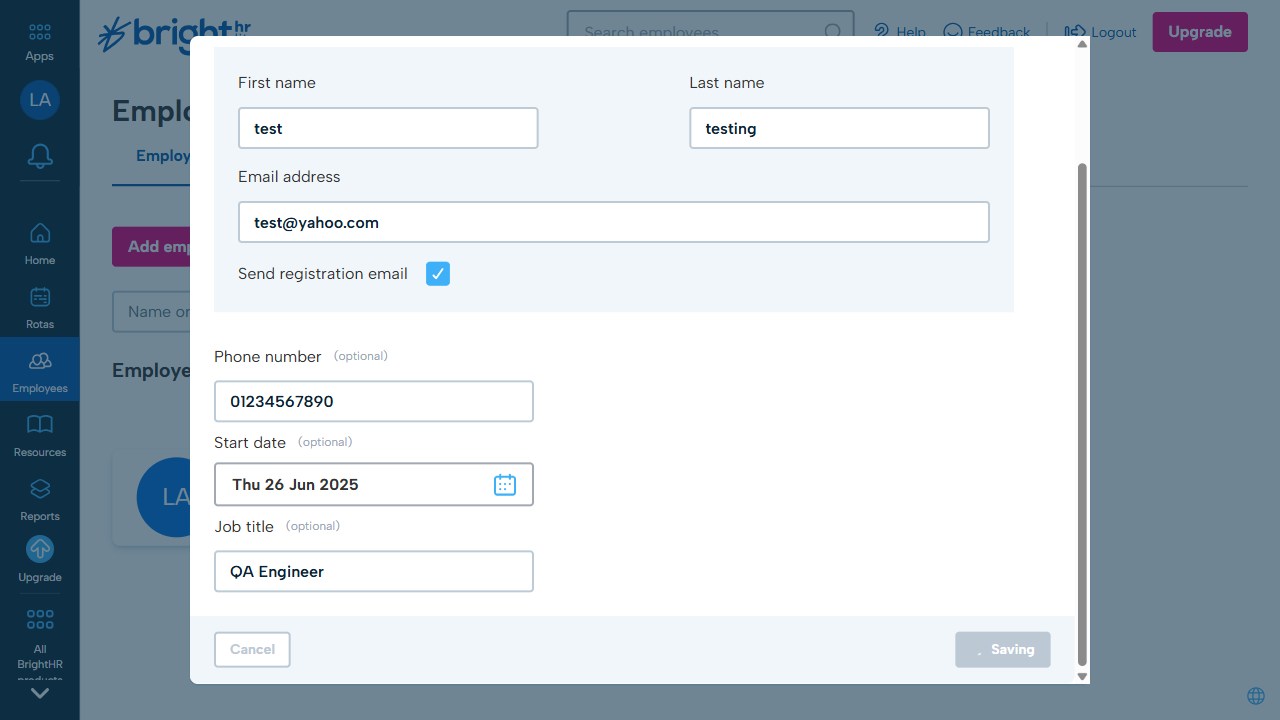 Apps
LA
Home
Rotas
Employees
Resources
Reports
Upgrade
All
BrightHR
products
bright hr
Search employees
Help
Feedback
Logout
Upgrade
Emplo
Employ
Add emp
Name or
Employe
LA
First name
Last name
test
testing
Email address
test@yahoo.com
Send registration email
Phone number (optional)
01234567890
Start date (optional)
Thu 26 Jun 2025
Job title (optional)
QA Engineer
Cancel
Saving